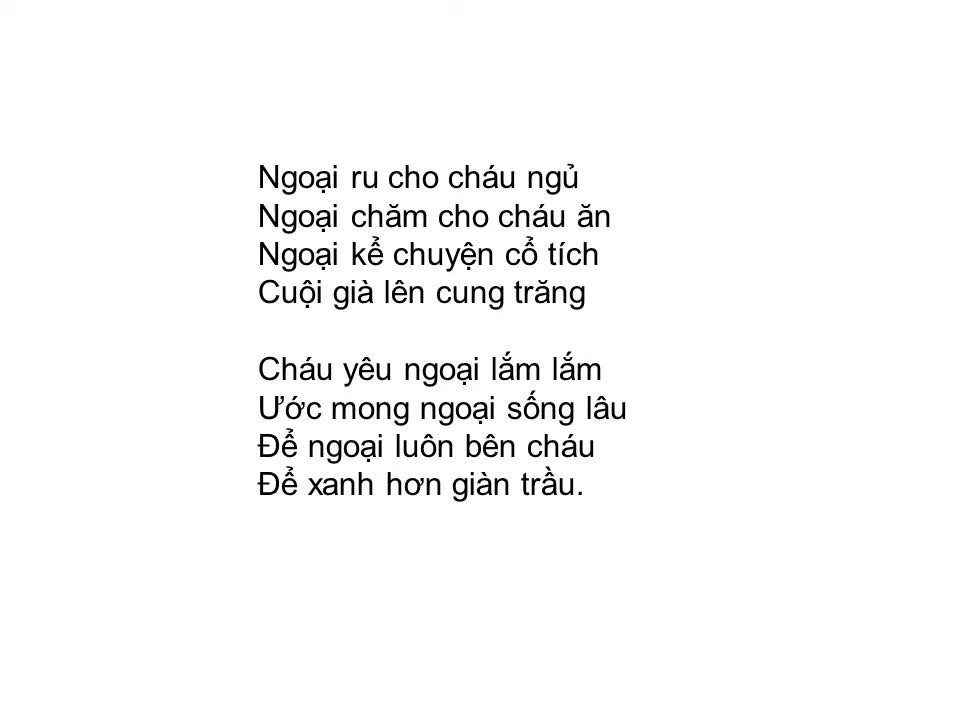 Ngoại ru cho cháu ngủ
Ngoại chăm cho cháu ăn
Ngoại kể chuyện cổ tích
Cuội già lên cung trăng
Cháu yêu ngoại lắm lắm
Ước mong ngoại sống lâu
Để ngoại luôn bên cháu
Để xanh hơn giàn trầu.